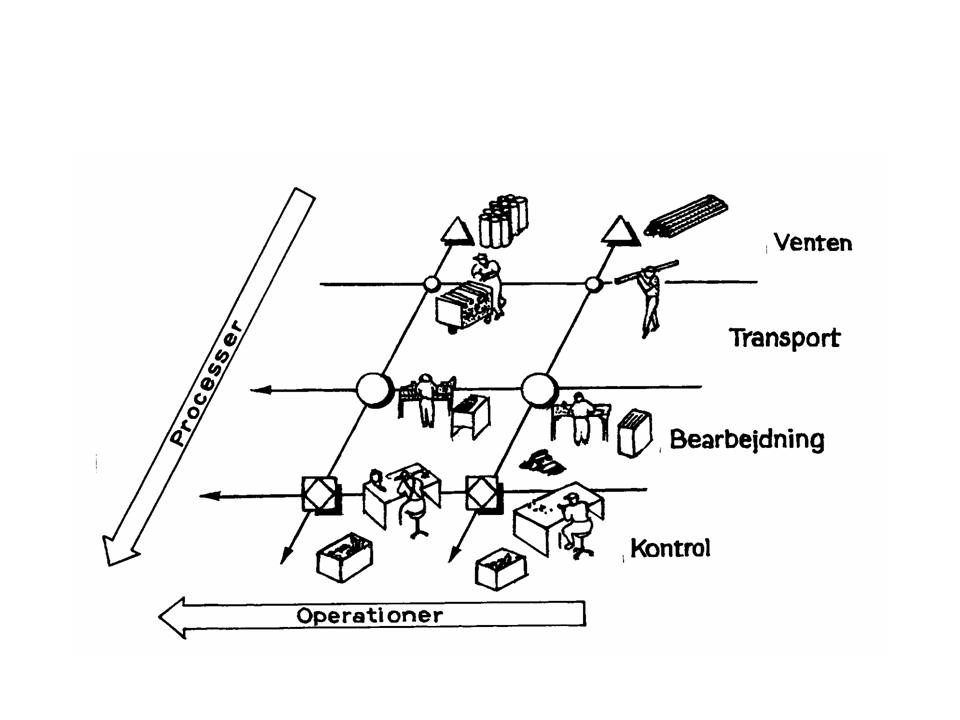 Venten
Transport
Processer
Bearbejdning
Kontrol
Operationer